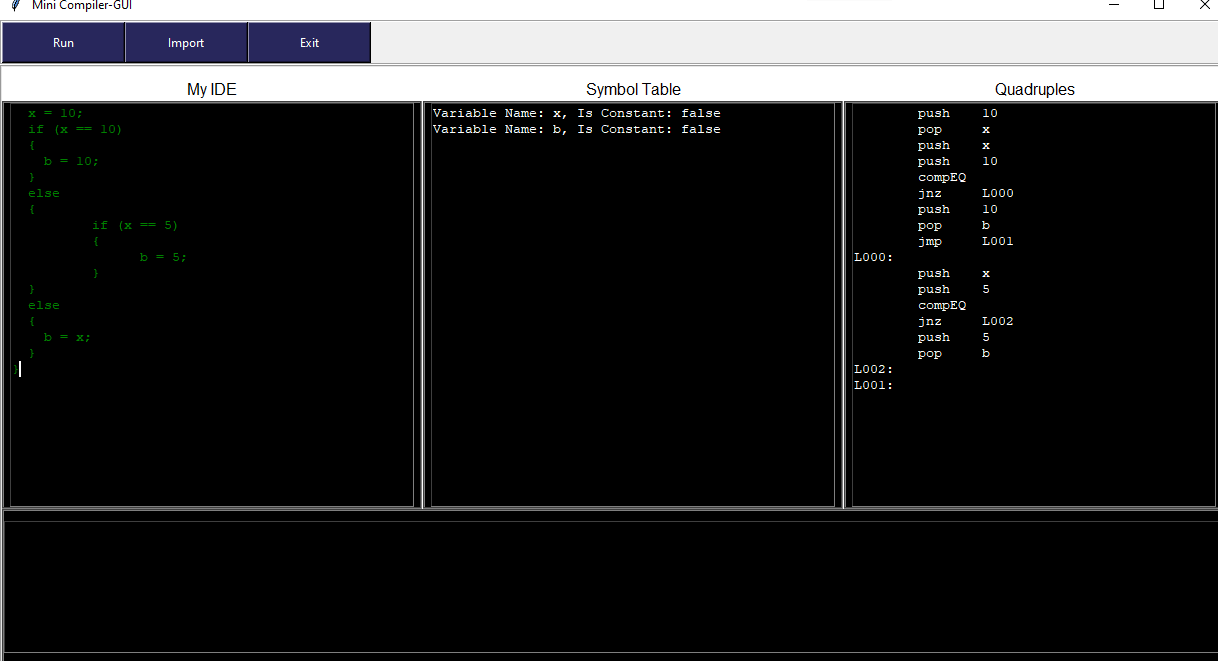 Mini Compiler-GUI
Run Import Exit
My IDE
x = 10;
if (x == 10)
{
b = 10;
}
else
{
if (x == 5)
{
b = 5;
}
}
else
{
b = x;
}
}
Symbol Table
Variable Name: x, Is Constant: false
Variable Name: b, Is Constant: false
Quadruples
push 10
pop x
push x
push 10
compEQ
jnz L000
push 10
pop b
jmp L001
L000:
push x
push 5
compEQ
jnz L002
push 5
pop b
L002:
L001: